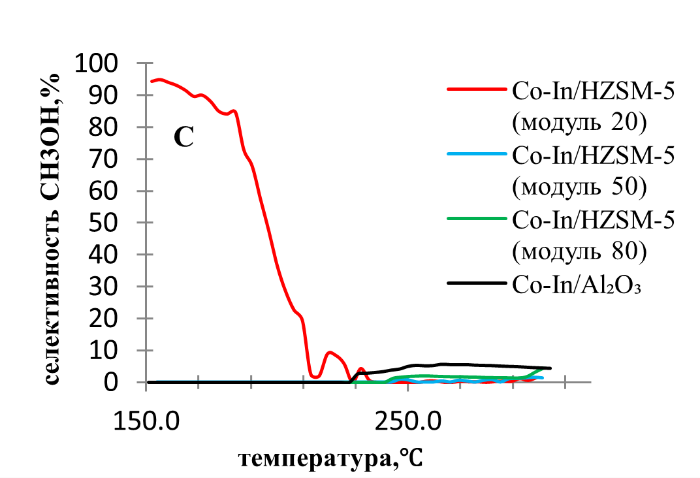 селективность CH3OH,%
100
90
80
70
60
50
40
30
20
10
0
C
150.0
250.0
температура,℃
Co-In/HZSM-5
(модуль 20)
Co-In/HZSM-5
(модуль 50)
Co-In/HZSM-5
(модуль 80)
Co-In/Al₂O₃